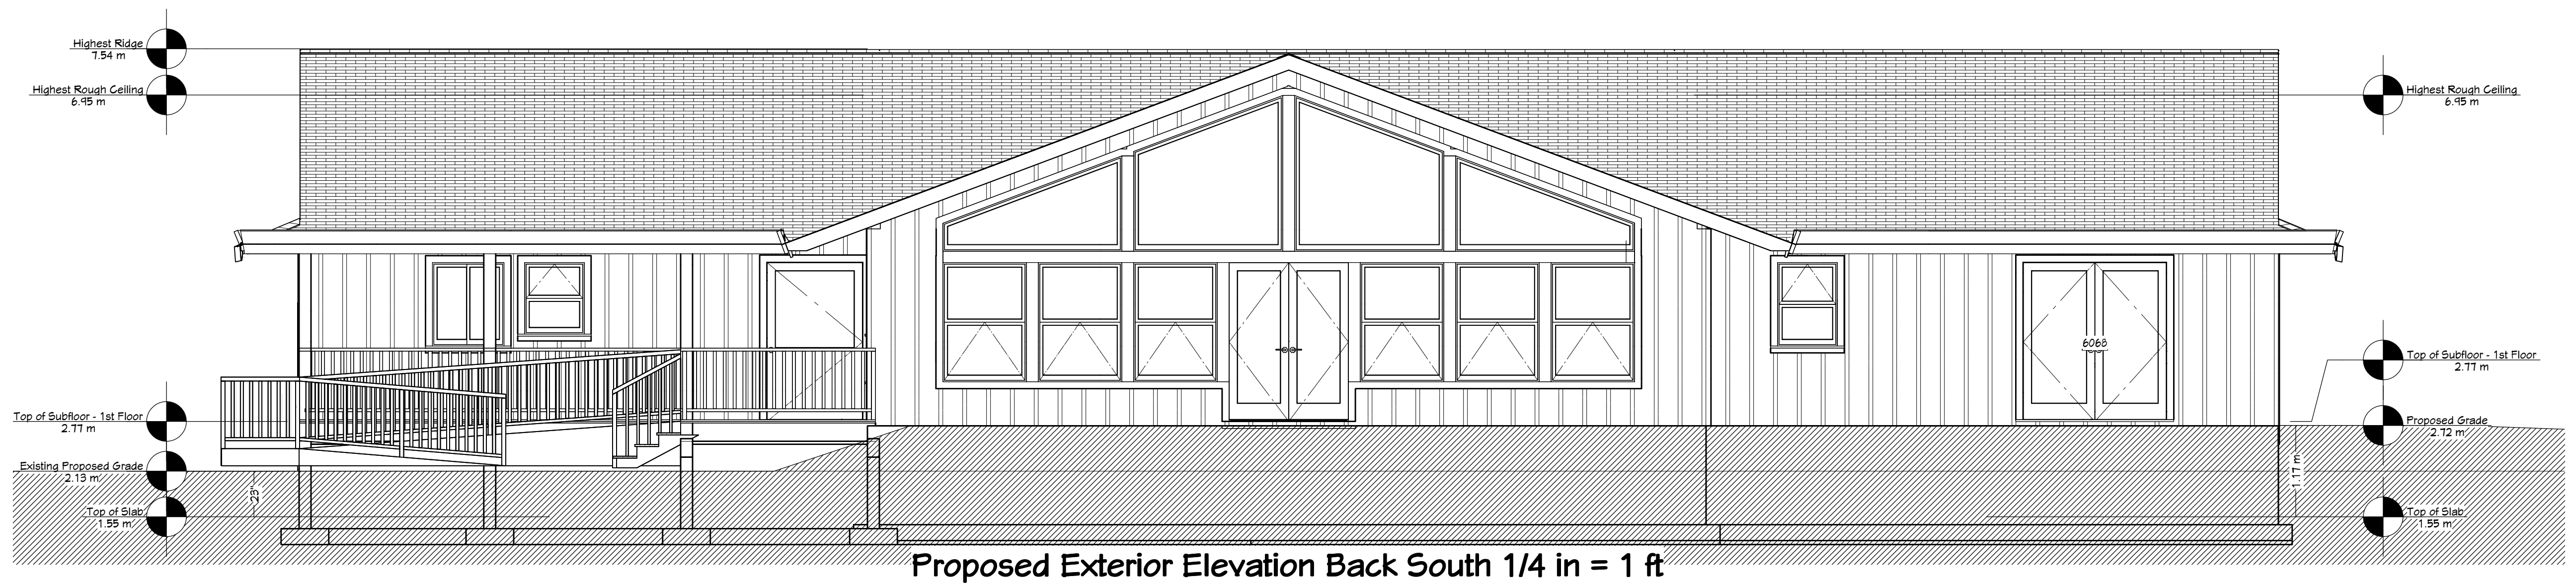 Highest Ridge
7.54 m
Highest Rough Ceiling
6.95 m
Highest Rough Ceiling
6.95 m
6068
Top of Subfloor - 1st Floor
2.77 m
Top of Subfloor - 1st Floor
2.77 m
Proposed Grade
2.72 m
Existing Proposed Grade
2.13 m
23"
1.17 m
Top of Slab
1.55 m
Top of Slab
1.55 m
Proposed Exterior Elevation Back South 1/4 in = 1 ft